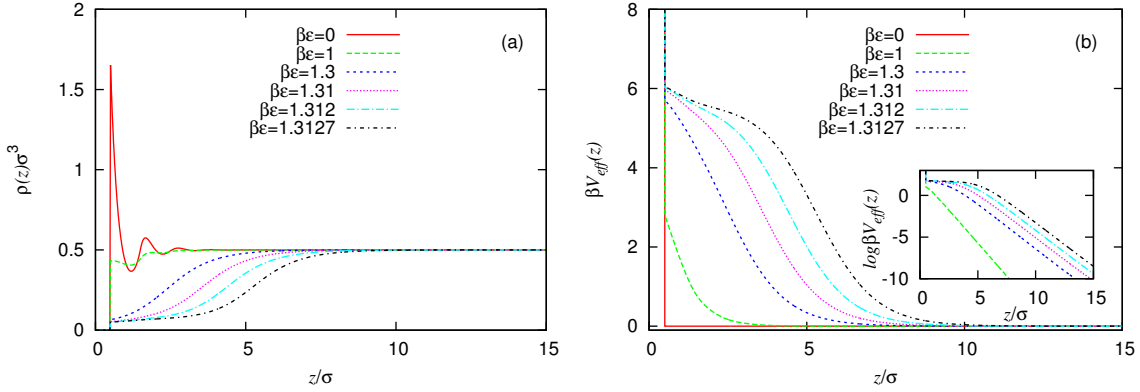 2
1.5
1
0.5
0
ρ(z)σ³
0
5
10
15
z/σ
βε=0
βε=1
βε=1.3
βε=1.31
βε=1.312
βε=1.3127
(a)
8
6
4
2
0
βV_eff(z)
0
5
10
15
z/σ
βε=0
βε=1
βε=1.3
βε=1.31
βε=1.312
βε=1.3127
(b)
0
-5
-10
log βV_eff(z)
0
5
10
15
z/σ